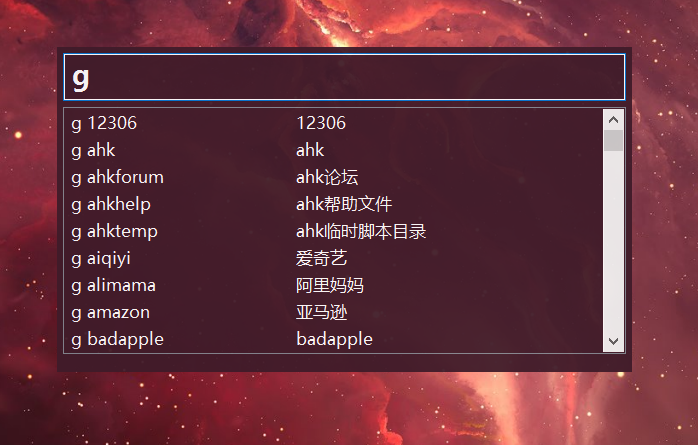 g
g 12306 12306
g ahk ahk
g ahkforum ahk论坛
g ahkhelp ahk帮助文件
g ahktemp ahk临时脚本目录
g aiqiyi 爱奇艺
g alimama 阿里妈妈
g amazon 亚马逊
g badapple badapple